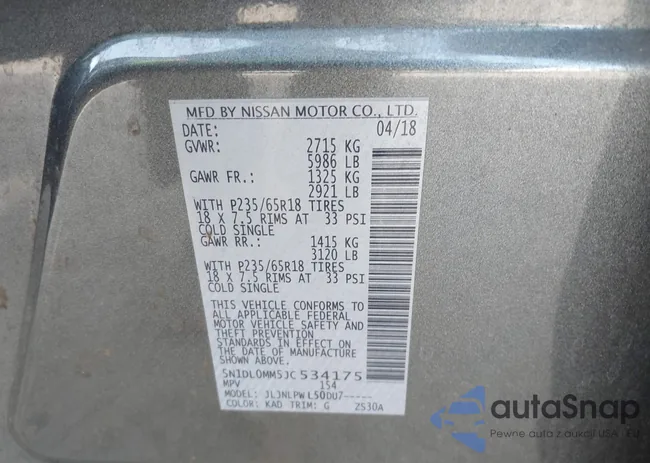 MFD BY NISSAN MOTOR CO., LTD.
DATE: 04/18
GVWR: 2715 KG
5986 LB
GAWR FR.: 1325 KG
2921 LB
WITH P235/65R18 TIRES
18 X 7.5 RIMS AT 33 PSI
COLD SINGLE
GAWR RR.: 1415 KG
3120 LB
WITH P235/65R18 TIRES
18 X 7.5 RIMS AT 33 PSI
COLD SINGLE
THIS VEHICLE CONFORMS TO
ALL APPLICABLE FEDERAL
MOTOR VEHICLE SAFETY AND
THEFT PREVENTION
STANDARDS IN EFFECT ON
THE DATE OF MANUFACTURE
SHOWN ABOVE.
5N1DL0MM5JC534175
MPV 154
MODEL: JLJNLPW L50DU7-----
COLOR: KAD TRIM: G ZS30A
autoSnap
Pewne auta z aukcji USA i EU